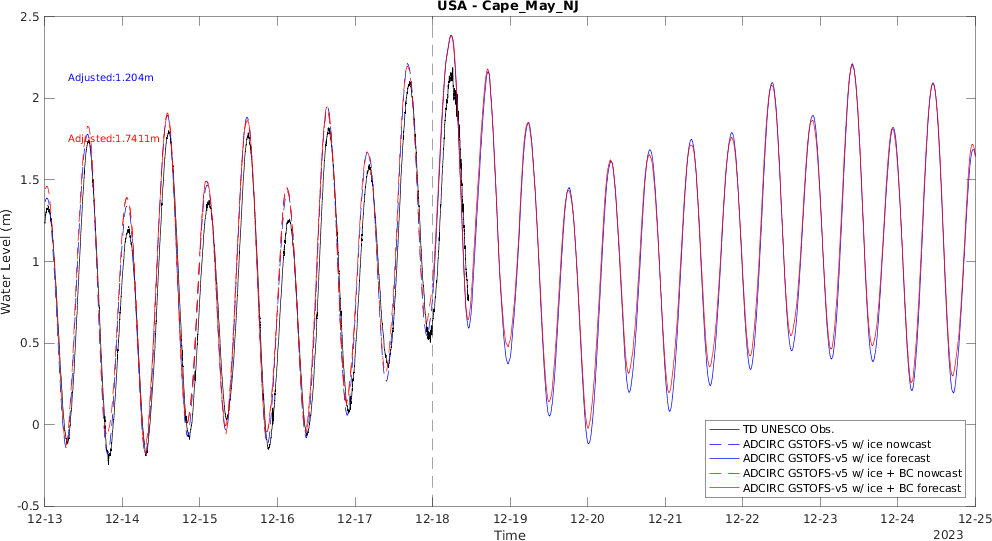 USA - Cape_May_NJ
2.5
2
1.5
1
0.5
0
-0.5
Water Level (m)
Adjusted:1.204m
Adjusted:1.7411m
TD UNESCO Obs.
ADCIRC GSTOFS-v5 w/ ice nowcast
ADCIRC GSTOFS-v5 w/ ice forecast
ADCIRC GSTOFS-v5 w/ ice + BC nowcast
ADCIRC GSTOFS-v5 w/ ice + BC forecast
12-13 12-14 12-15 12-16 12-17 12-18 12-19 12-20 12-21 12-22 12-23 12-24 12-25
Time
2023